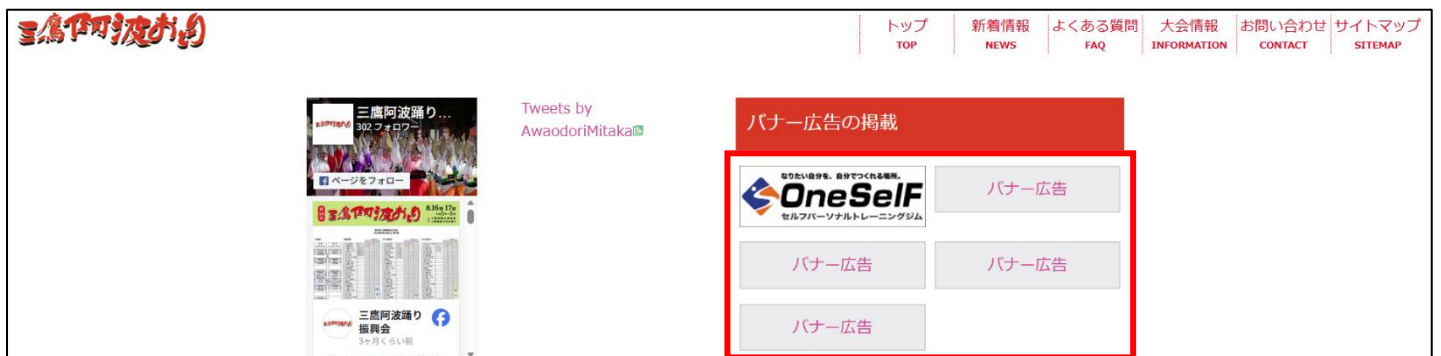 三鷹阿波おどり
トップ
TOP
新着情報
NEWS
よくある質問
FAQ
大会情報
INFORMATION
お問い合わせ
CONTACT
サイトマップ
SITEMAP
三鷹阿波踊り...
302 フォロワー
ページをフォロー
三鷹阿波おどり
三鷹阿波踊り
振興会
3ヶ月くらい前
Tweets by
AwaodoriMitaka
バナー広告の掲載
なりたい自分を、自分でつくれる場所。
OneSelF
セルフパーソナルトレーニングジム
バナー広告
バナー広告
バナー広告
バナー広告